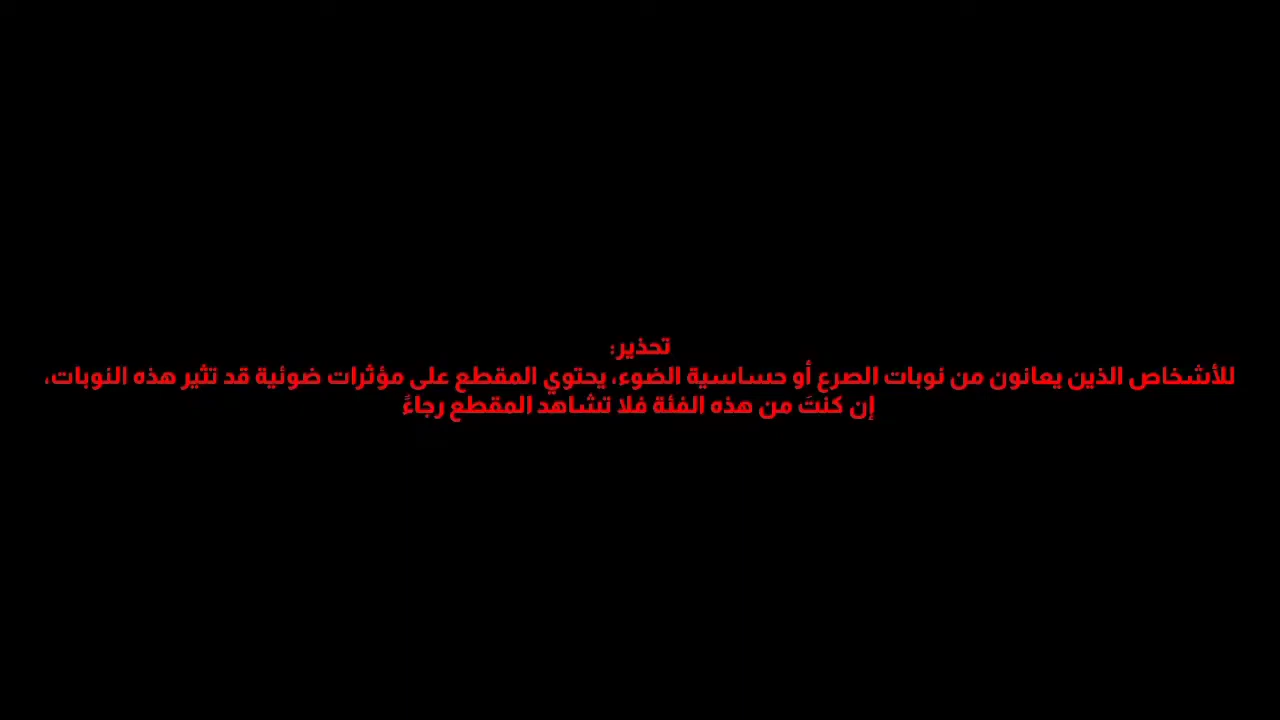 تحذير:
للأشخاص الذين يعانون من نوبات الصرع أو حساسية الضوء، يحتوي المقطع على مؤثرات ضوئية قد تثير هذه النوبات،
إن كنتَ من هذه الفئة فلا تشاهد المقطع رجاءً